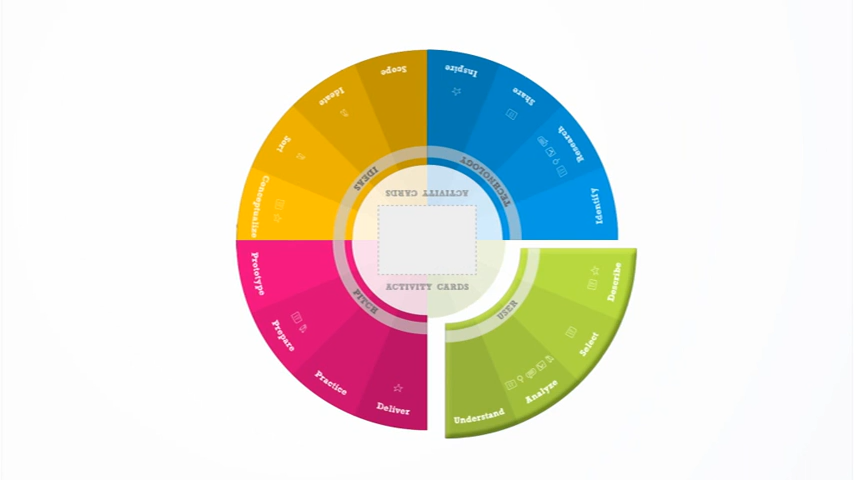 Scope
Inspire
Ideate
Share
Sort
Research
Conceptualize
Identify
IDEAS
TECHNOLOGY
ACTIVITY CARDS
ACTIVITY CARDS
Prototype
Describe
PITCH
USER
Prepare
Select
Practice
Analyze
Deliver
Understand